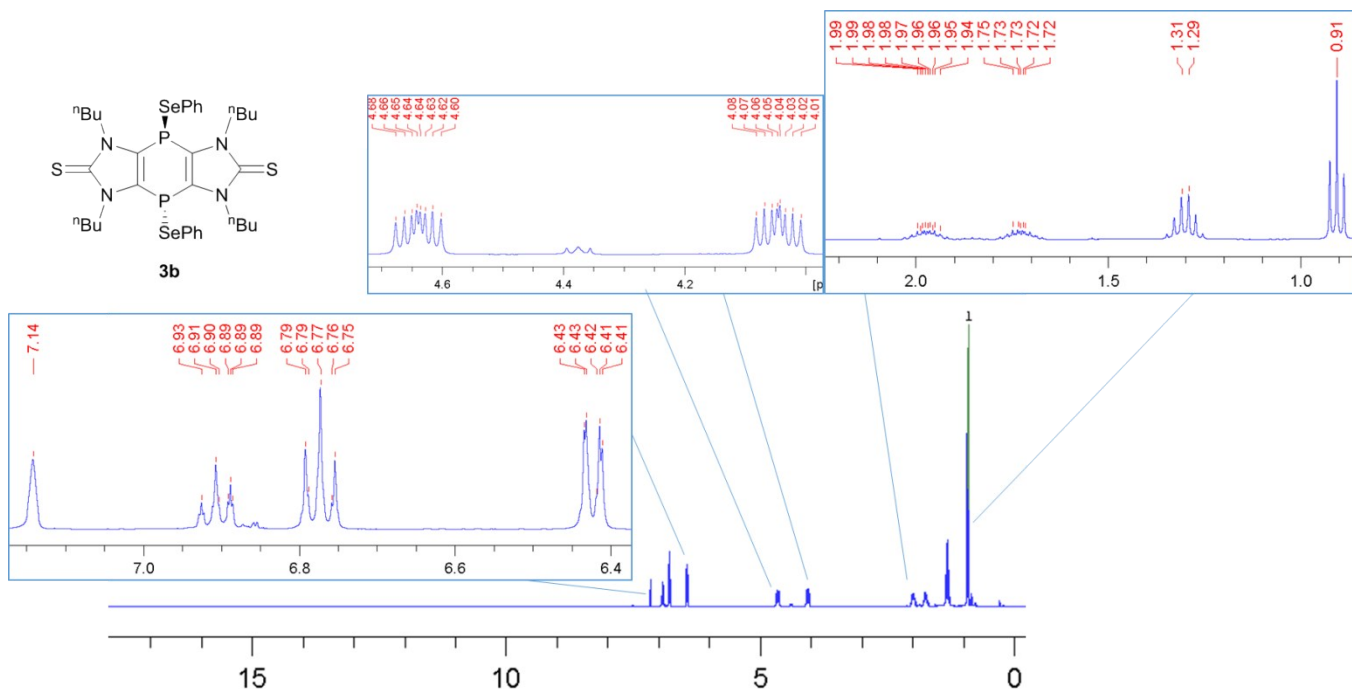 SePh
nBu nBu
P
N N
S S
N N
P
nBu nBu
SePh
3b
4.68 4.66 4.65 4.64 4.64 4.63 4.62 4.60 4.08 4.07 4.06 4.05 4.04 4.03 4.02 4.01
4.6 4.4 4.2 [p
1.99 1.99 1.98 1.98 1.97 1.96 1.96 1.95 1.94 1.75 1.73 1.73 1.72 1.72 1.31 1.29 0.91
2.0 1.5 1.0
7.14 6.93 6.91 6.90 6.89 6.89 6.89 6.79 6.79 6.77 6.76 6.75 6.43 6.43 6.42 6.41 6.41
7.0 6.8 6.6 6.4
1
15 10 5 0